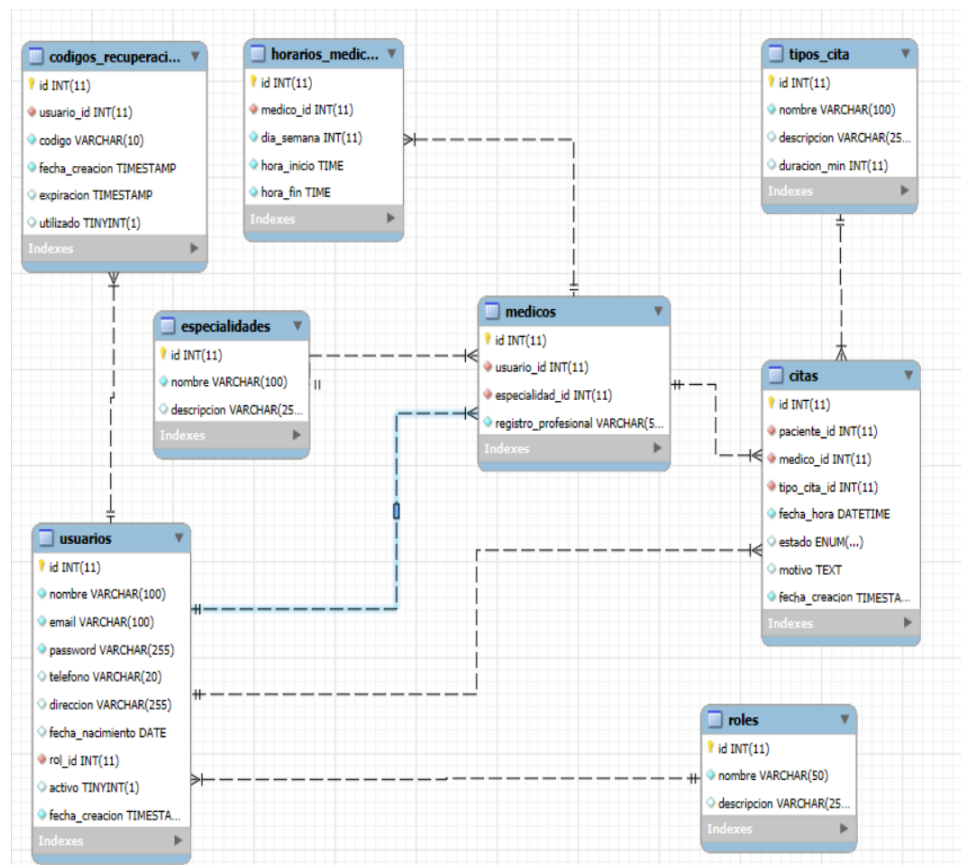 codigos_recuperaci...
id INT(11)
usuario_id INT(11)
codigo VARCHAR(10)
fecha_creacion TIMESTAMP
expiracion TIMESTAMP
utilizado TINYINT(1)
Indexes
horarios_medic...
id INT(11)
medico_id INT(11)
dia_semana INT(11)
hora_inicio TIME
hora_fin TIME
Indexes
tipos_cita
id INT(11)
nombre VARCHAR(100)
descripcion VARCHAR(25...
duracion_min INT(11)
Indexes
especialidades
id INT(11)
nombre VARCHAR(100)
descripcion VARCHAR(25...
Indexes
medicos
id INT(11)
usuario_id INT(11)
especialidad_id INT(11)
registro_profesional VARCHAR(5...
Indexes
citas
id INT(11)
paciente_id INT(11)
medico_id INT(11)
tipo_cita_id INT(11)
fecha_hora DATETIME
estado ENUM(...)
motivo TEXT
fecha_creacion TIMESTA...
Indexes
usuarios
id INT(11)
nombre VARCHAR(100)
email VARCHAR(100)
password VARCHAR(255)
telefono VARCHAR(20)
direccion VARCHAR(255)
fecha_nacimiento DATE
rol_id INT(11)
activo TINYINT(1)
fecha_creacion TIMESTA...
Indexes
roles
id INT(11)
nombre VARCHAR(50)
descripcion VARCHAR(25...
Indexes